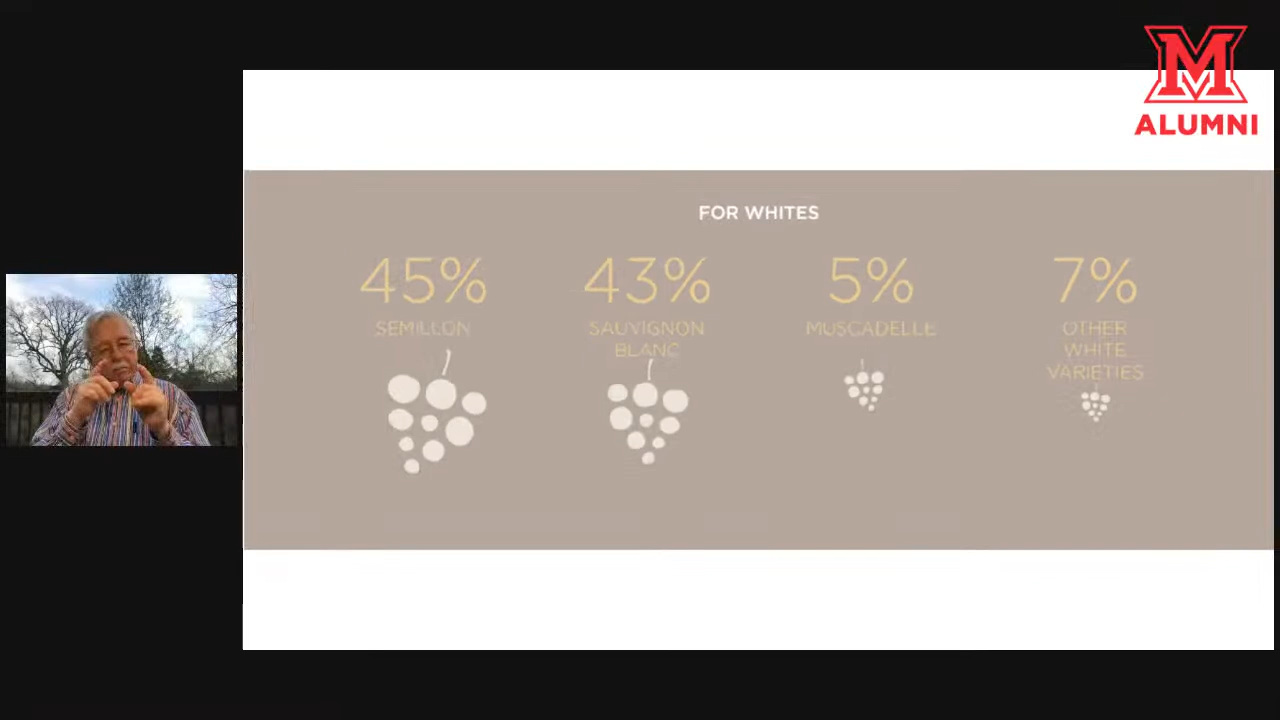 M
ALUMNI
FOR WHITES
45%
43%
5%
7%
SEMILLON
SAUVIGNON
BLANC
MUSCADELLE
OTHER
WHITE
VARIETIES